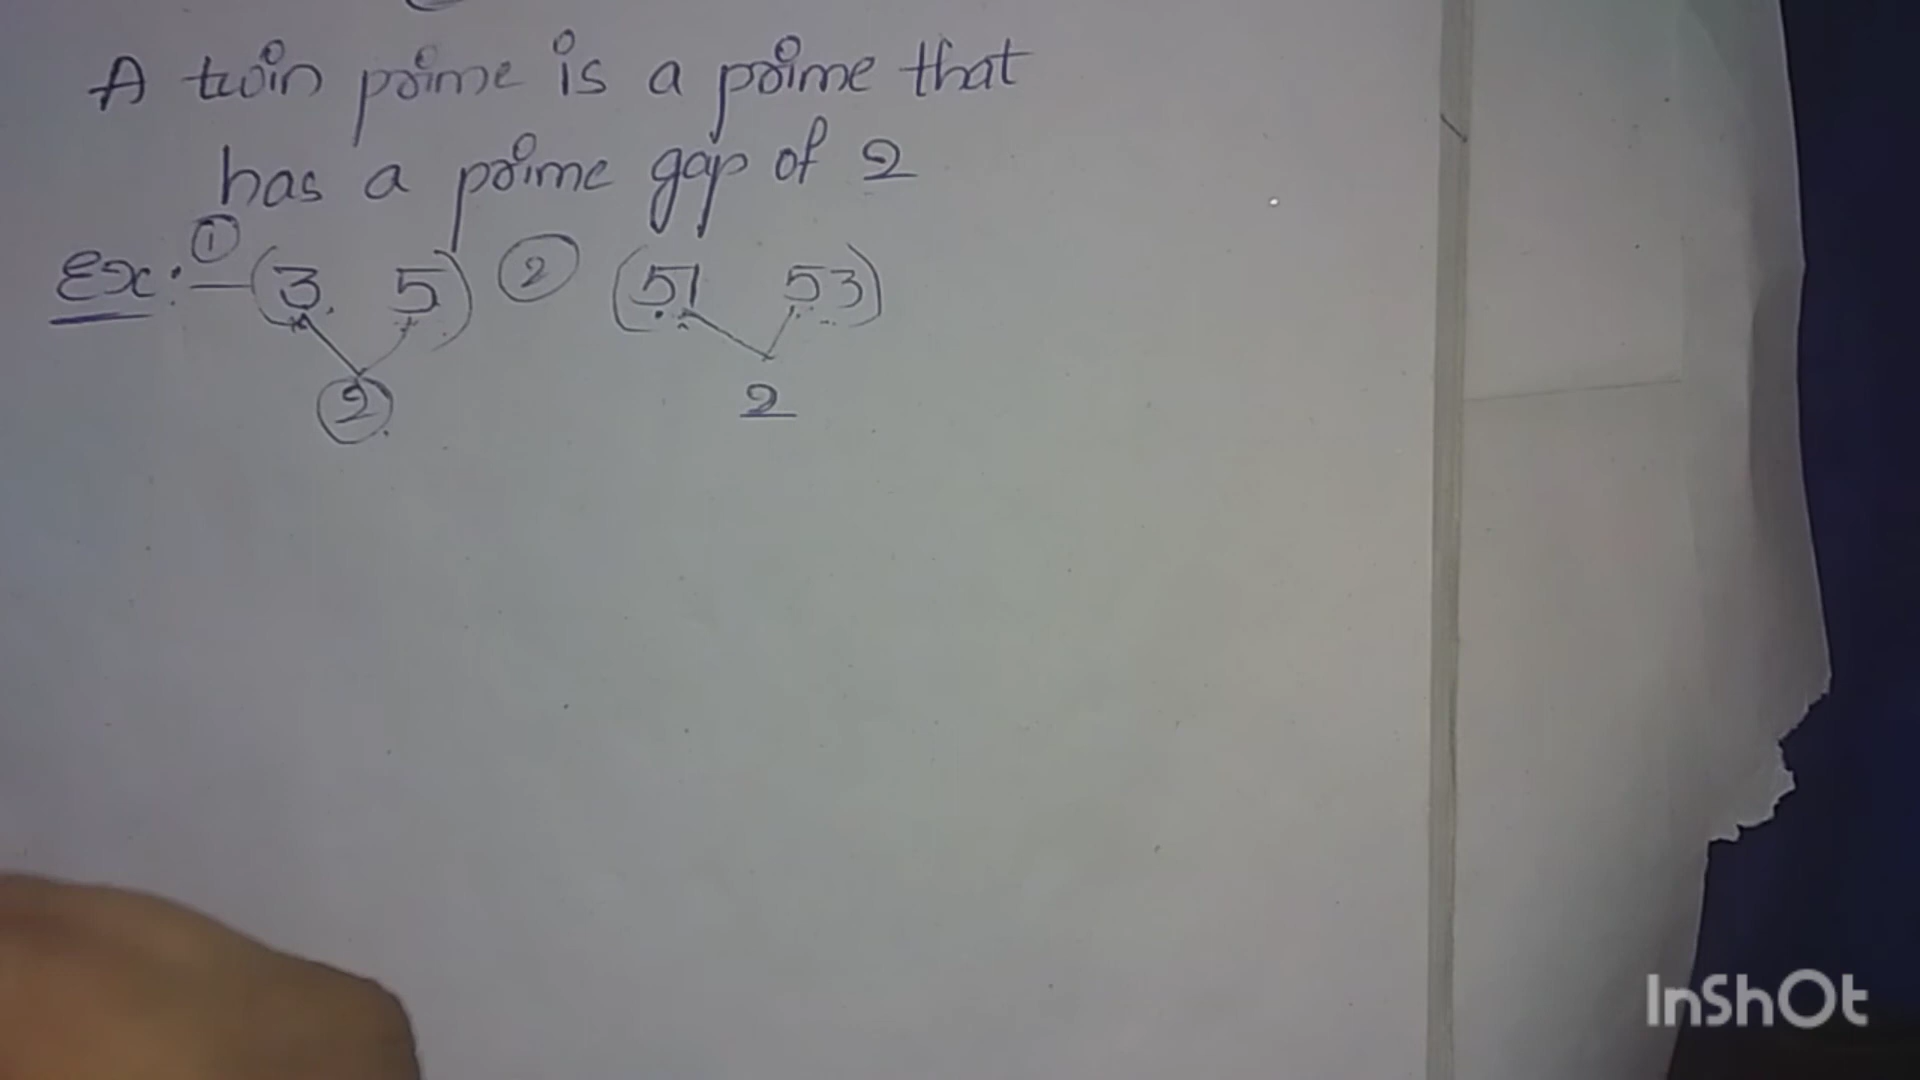 A twin prime is a prime that
has a prime gap of 2
Ex:- ① (3, 5) ② (51 53)
2 2
InShOt